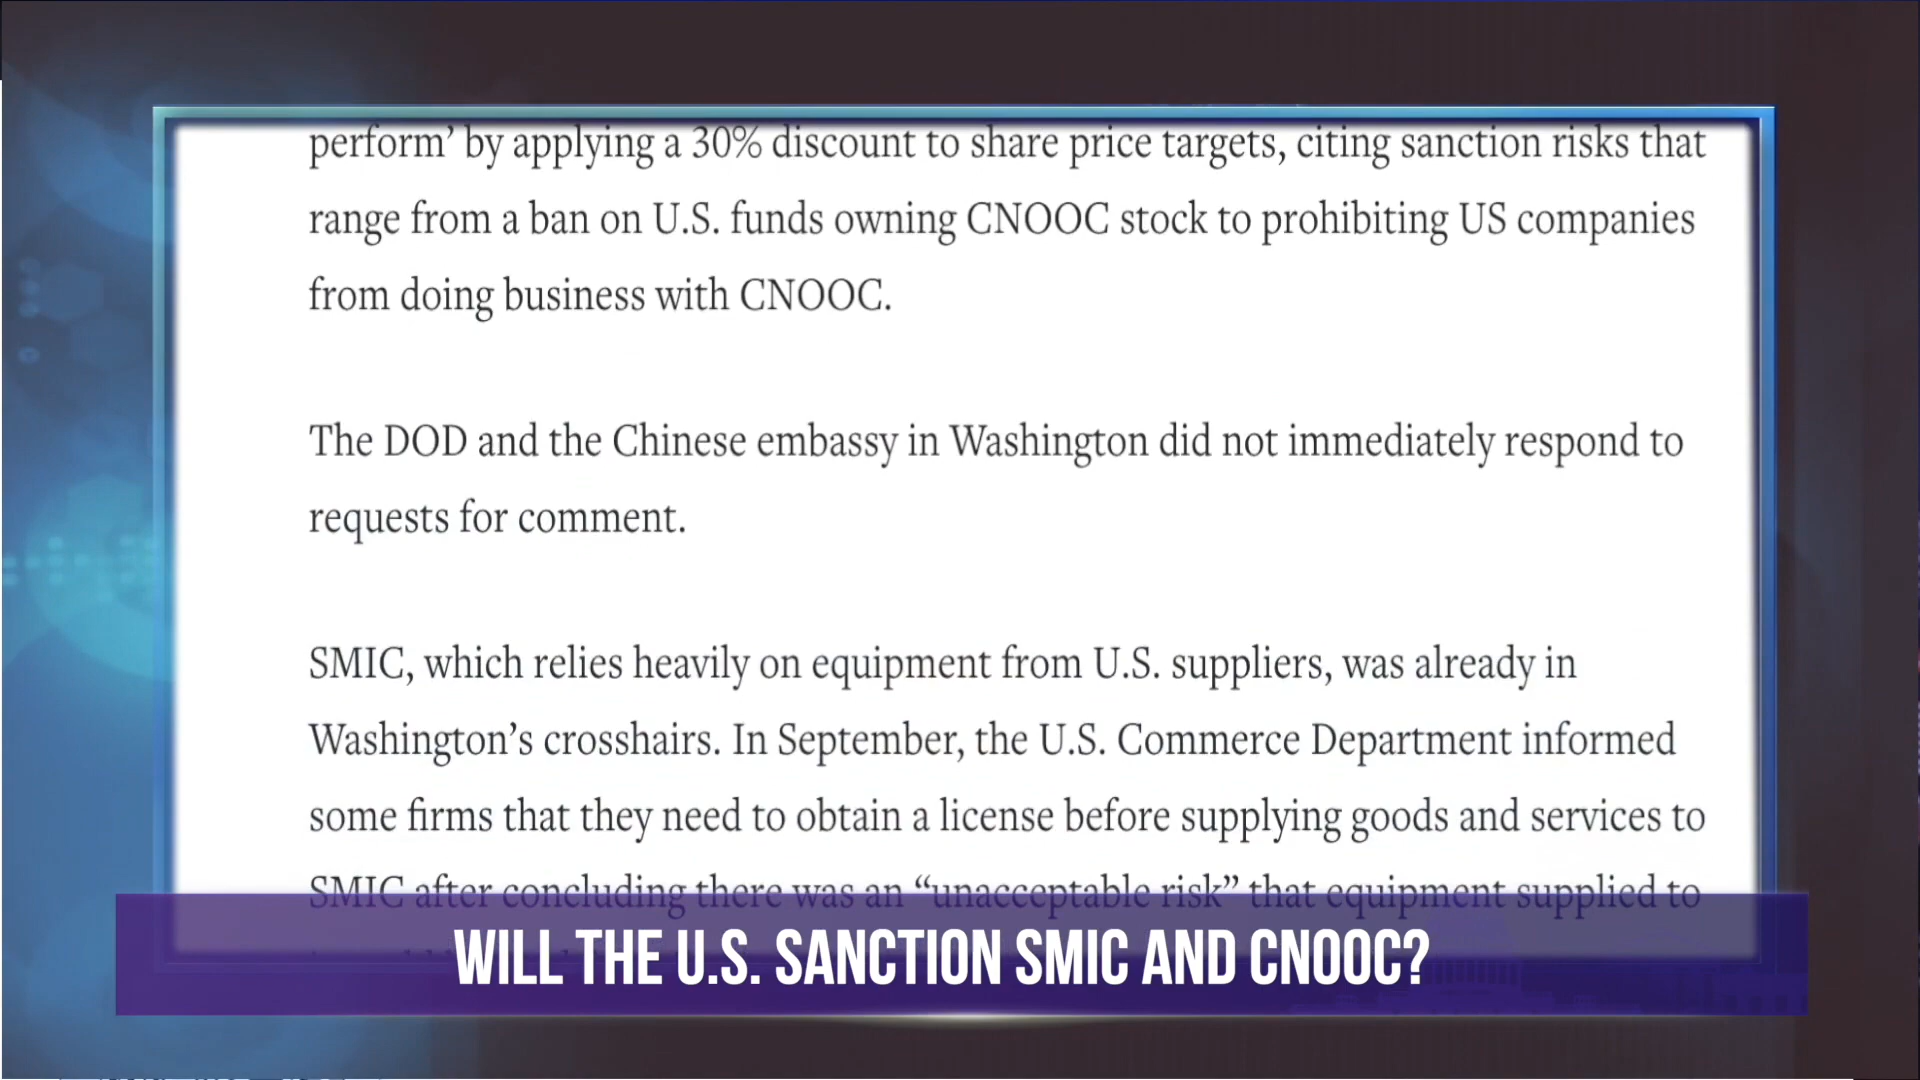 perform’ by applying a 30% discount to share price targets, citing sanction risks that
range from a ban on U.S. funds owning CNOOC stock to prohibiting US companies
from doing business with CNOOC.
The DOD and the Chinese embassy in Washington did not immediately respond to
requests for comment.
SMIC, which relies heavily on equipment from U.S. suppliers, was already in
Washington’s crosshairs. In September, the U.S. Commerce Department informed
some firms that they need to obtain a license before supplying goods and services to
SMIC after concluding there was an “unacceptable risk” that equipment supplied to
WILL THE U.S. SANCTION SMIC AND CNOOC?